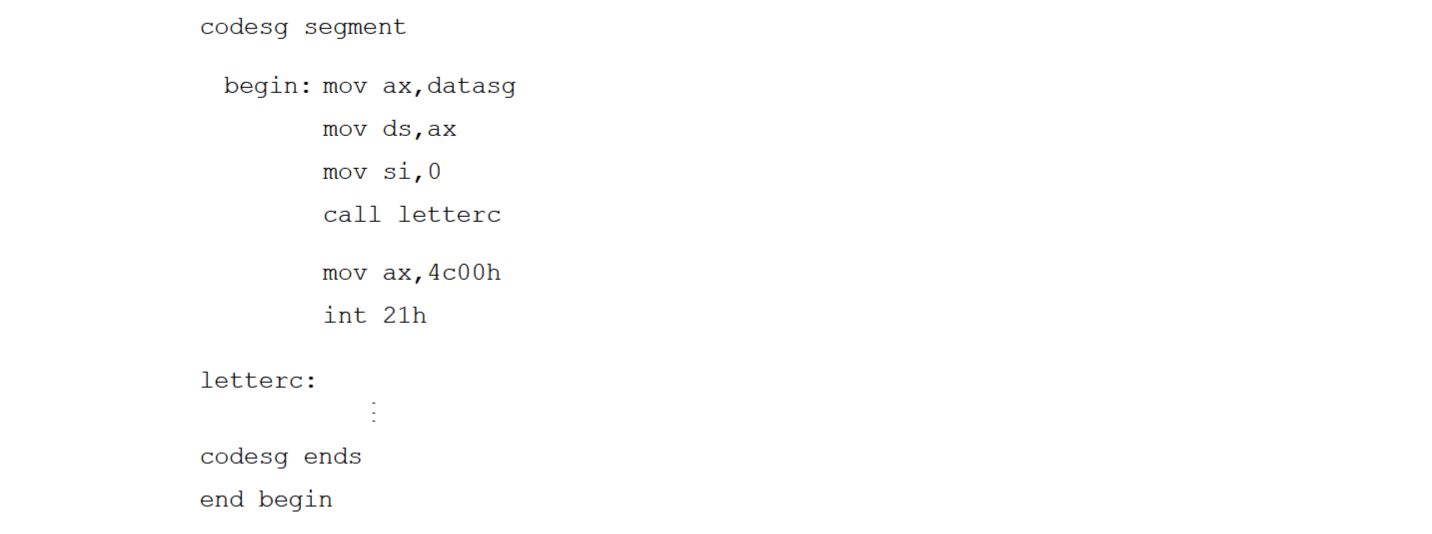 codesg segment
begin: mov ax,datasg
mov ds,ax
mov si,0
call letterc
mov ax,4c00h
int 21h
letterc:
⋮
codesg ends
end begin